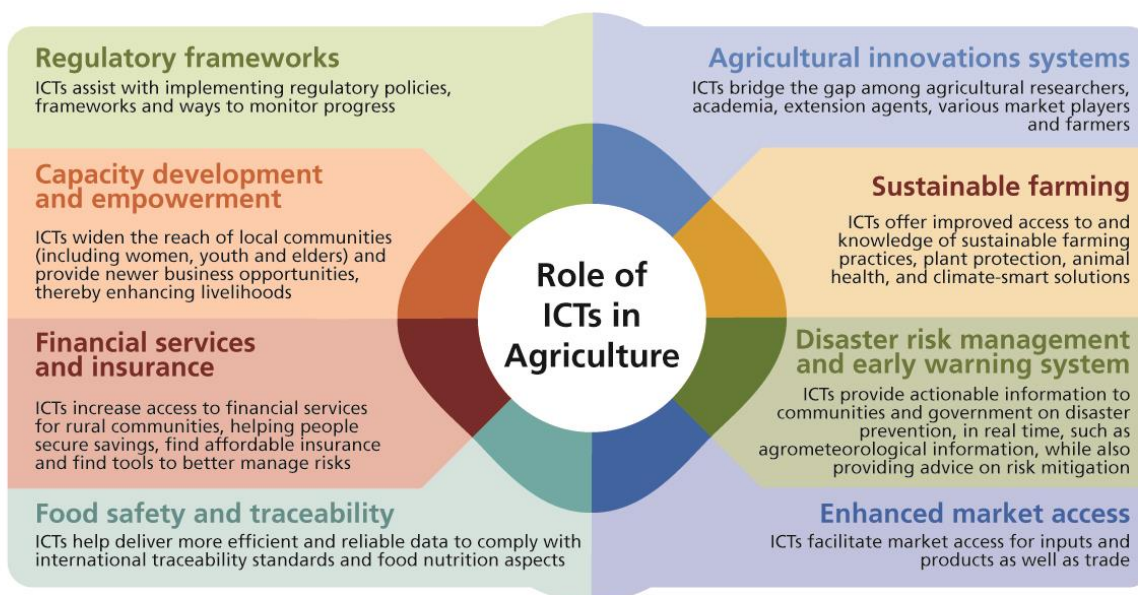 Regulatory frameworks
ICTs assist with implementing regulatory policies,
frameworks and ways to monitor progress
Capacity development
and empowerment
ICTs widen the reach of local communities
(including women, youth and elders) and
provide newer business opportunities,
thereby enhancing livelihoods
Financial services
and insurance
ICTs increase access to financial services
for rural communities, helping people
secure savings, find affordable insurance
and find tools to better manage risks
Food safety and traceability
ICTs help deliver more efficient and reliable data to comply with
international traceability standards and food nutrition aspects
Role of
ICTs in
Agriculture
Agricultural innovations systems
ICTs bridge the gap among agricultural researchers,
academia, extension agents, various market players
and farmers
Sustainable farming
ICTs offer improved access to and
knowledge of sustainable farming
practices, plant protection, animal
health, and climate-smart solutions
Disaster risk management
and early warning system
ICTs provide actionable information to
communities and government on disaster
prevention, in real time, such as
agrometeorological information, while also
providing advice on risk mitigation
Enhanced market access
ICTs facilitate market access for inputs and
products as well as trade